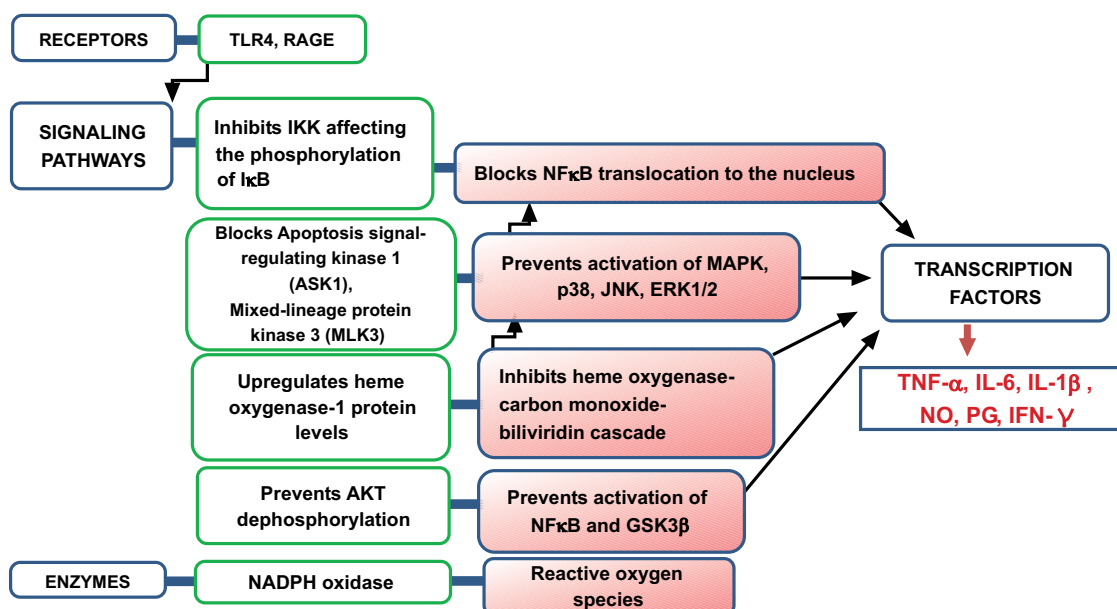 RECEPTORS
TLR4, RAGE
SIGNALING
PATHWAYS
Inhibits IKK affecting
the phosphorylation
of IκB
Blocks NFκB translocation to the nucleus
Blocks Apoptosis signal-
regulating kinase 1
(ASK1),
Mixed-lineage protein
kinase 3 (MLK3)
Prevents activation of MAPK,
p38, JNK, ERK1/2
TRANSCRIPTION
FACTORS
Upregulates heme
oxygenase-1 protein
levels
Inhibits heme oxygenase-
carbon monoxide-
biliviridin cascade
TNF-α, IL-6, IL-1β ,
NO, PG, IFN- γ
Prevents AKT
dephosphorylation
Prevents activation of
NFκB and GSK3β
ENZYMES
NADPH oxidase
Reactive oxygen
species